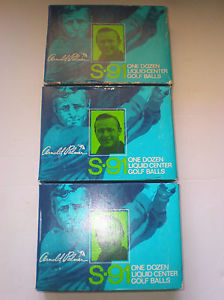 Arnold Palmer
S-91
ONE DOZEN
LIQUID CENTER
GOLF BALLS
Arnold Palmer
S-91
ONE DOZEN
LIQUID CENTER
GOLF BALLS
Arnold Palmer
S-91
ONE DOZEN
LIQUID CENTER
GOLF BALLS